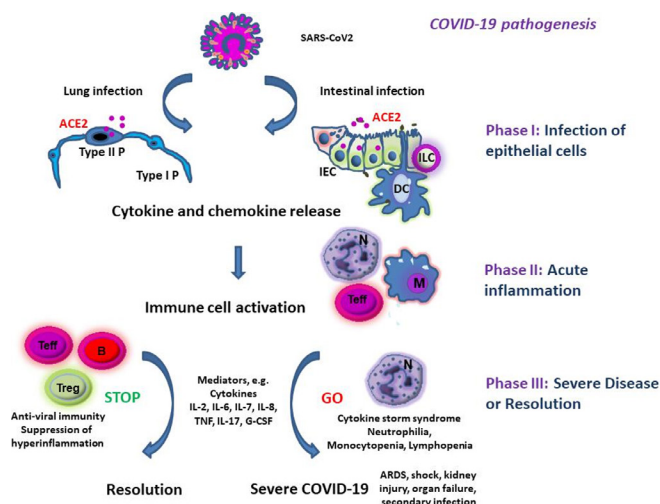 COVID-19 pathogenesis
SARS-CoV2
Lung infection
Intestinal infection
ACE2
ACE2
Type II P
Type I P
IEC
ILC
DC
Phase I: Infection of
epithelial cells
Cytokine and chemokine release
N
M
Teff
Phase II: Acute
inflammation
Immune cell activation
Teff
B
Treg
STOP
Anti-viral immunity
Suppression of
hyperinflammation
Mediators, e.g.
Cytokines
IL-2, IL-6, IL-7, IL-8,
TNF, IL-17, G-CSF
GO
N
Cytokine storm syndrome
Neutrophilia,
Monocytopenia, Lymphopenia
Phase III: Severe Disease
or Resolution
Resolution
Severe COVID-19
ARDS, shock, kidney
injury, organ failure,
secondary infection